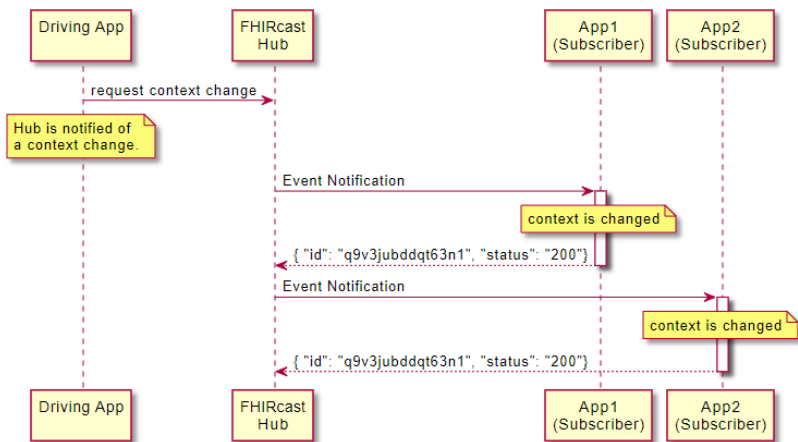 Driving App
FHIRcast
Hub
App1
(Subscriber)
App2
(Subscriber)
request context change
Hub is notified of
a context change.
Event Notification
context is changed
{ "id": "q9v3jubddqt63n1", "status": "200"}
Event Notification
context is changed
{ "id": "q9v3jubddqt63n1", "status": "200"}
Driving App
FHIRcast
Hub
App1
(Subscriber)
App2
(Subscriber)